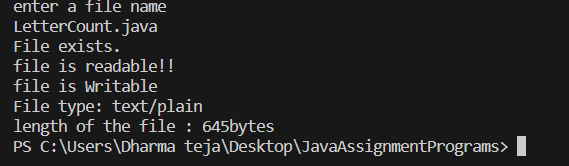 enter a file name
LetterCount.java
File exists.
file is readable!!
file is Writable
File type: text/plain
length of the file : 645bytes
PS C:\Users\Dharma teja\Desktop\JavaAssignmentPrograms>